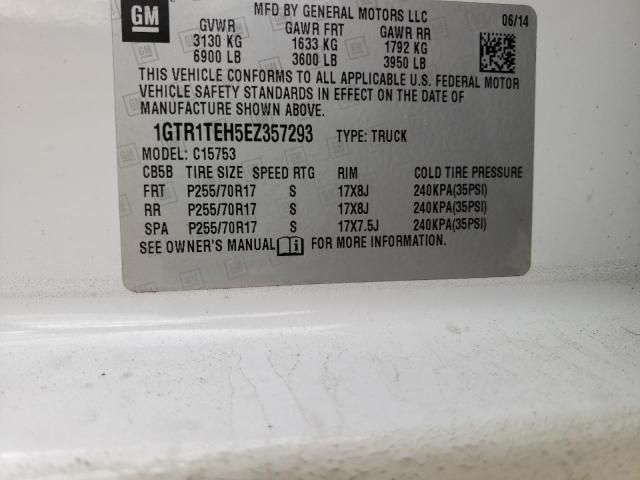 GM
MFD BY GENERAL MOTORS LLC
06/14
GVWR GAWR FRT GAWR RR
3130 KG 1633 KG 1792 KG
6900 LB 3600 LB 3950 LB
THIS VEHICLE CONFORMS TO ALL APPLICABLE U.S. FEDERAL MOTOR
VEHICLE SAFETY STANDARDS IN EFFECT ON THE DATE OF
MANUFACTURE SHOWN ABOVE.
1GTR1TEH5EZ357293 TYPE: TRUCK
MODEL: C15753
CB5B TIRE SIZE SPEED RTG RIM COLD TIRE PRESSURE
FRT P255/70R17 S 17X8J 240KPA(35PSI)
RR P255/70R17 S 17X8J 240KPA(35PSI)
SPA P255/70R17 S 17X7.5J 240KPA(35PSI)
SEE OWNER'S MANUAL FOR MORE INFORMATION.